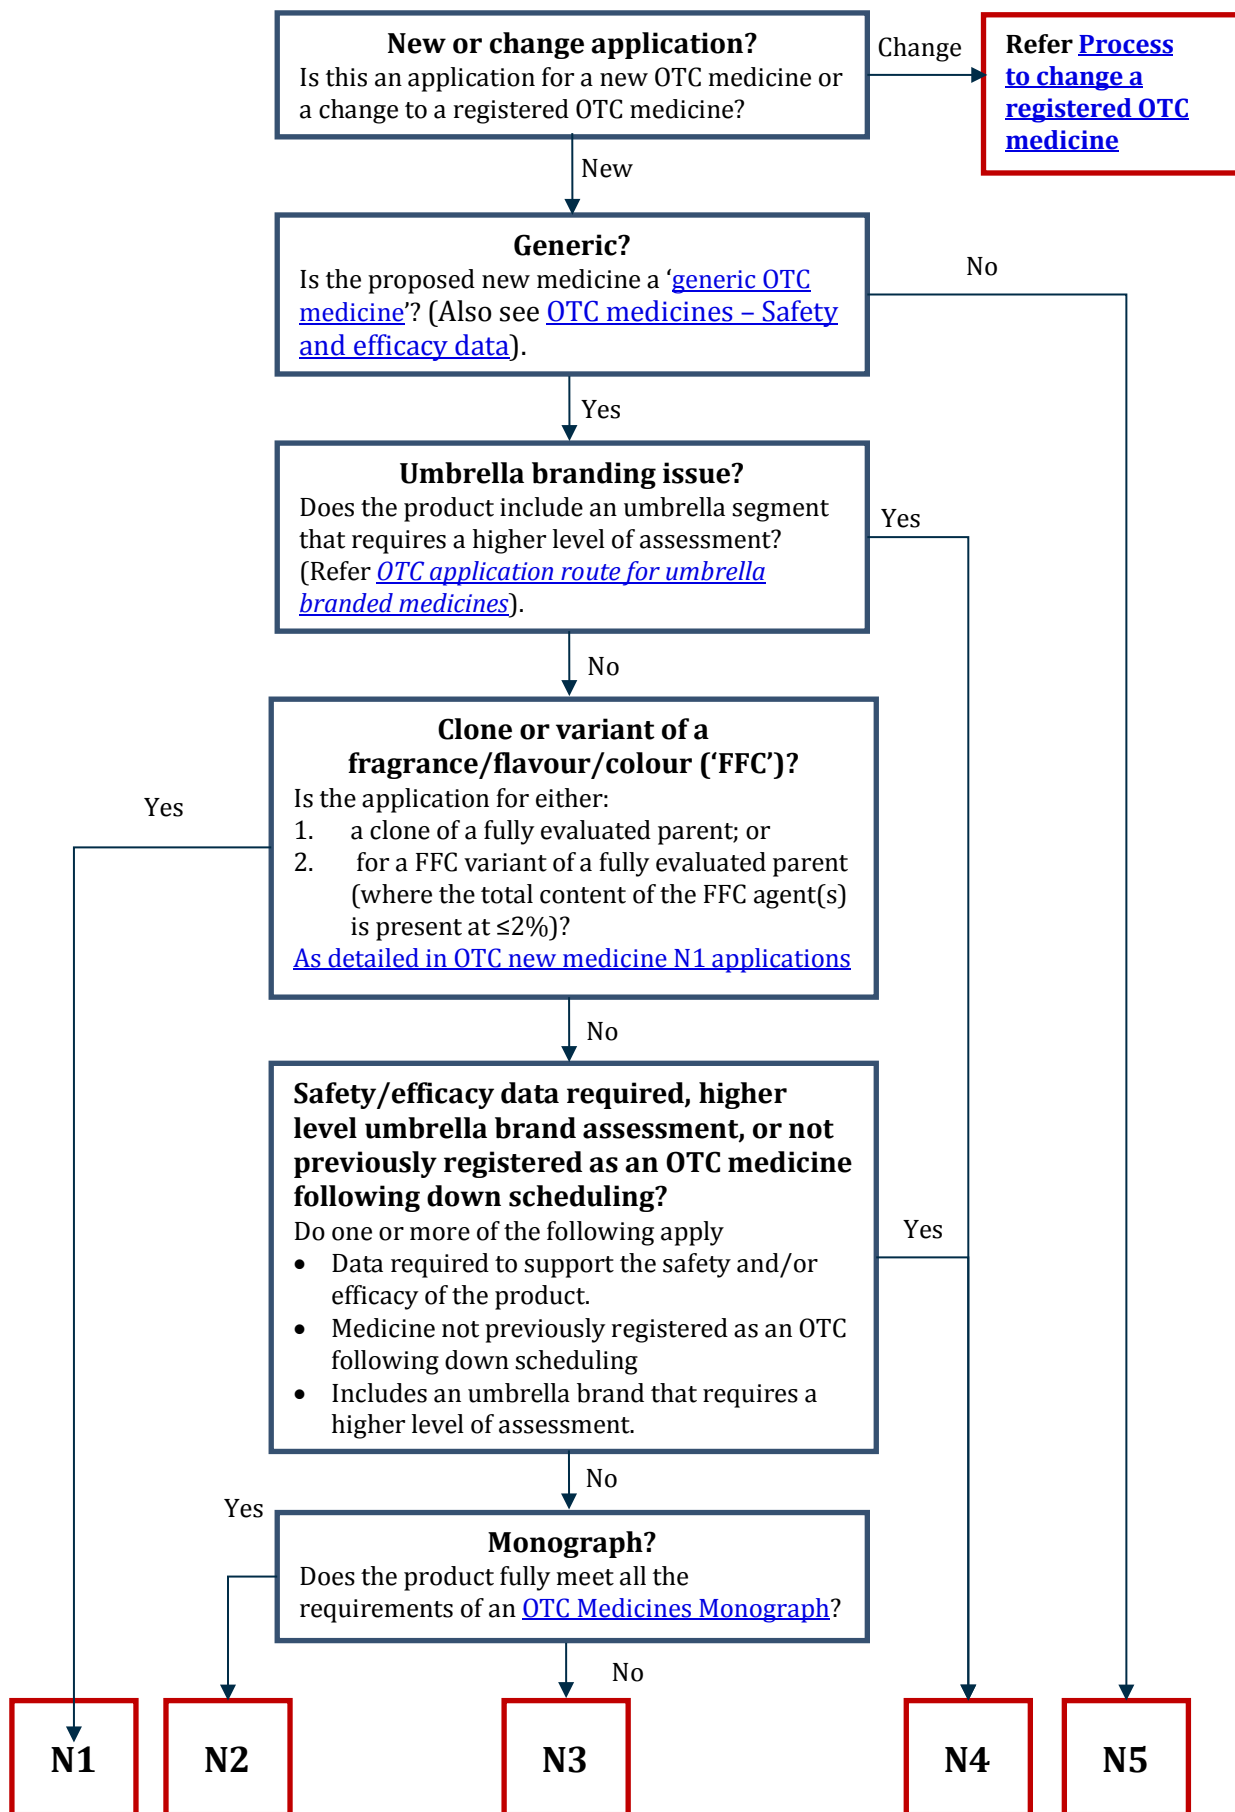 New or change application?
Is this an application for a new OTC medicine or
a change to a registered OTC medicine?
Change
Refer Process
to change a
registered OTC
medicine
New
Generic?
Is the proposed new medicine a ‘generic OTC
medicine’? (Also see OTC medicines – Safety
and efficacy data).
No
Yes
Umbrella branding issue?
Does the product include an umbrella segment
that requires a higher level of assessment?
(Refer OTC application route for umbrella
branded medicines).
Yes
No
Clone or variant of a
fragrance/flavour/colour (‘FFC’)?
Is the application for either:
1. a clone of a fully evaluated parent; or
2. for a FFC variant of a fully evaluated parent
(where the total content of the FFC agent(s)
is present at ≤2%)?
As detailed in OTC new medicine N1 applications
Yes
No
Safety/efficacy data required, higher
level umbrella brand assessment, or not
previously registered as an OTC medicine
following down scheduling?
Do one or more of the following apply
• Data required to support the safety and/or
efficacy of the product.
• Medicine not previously registered as an OTC
following down scheduling
• Includes an umbrella brand that requires a
higher level of assessment.
Yes
No
Yes
Monograph?
Does the product fully meet all the
requirements of an OTC Medicines Monograph?
No
N1
N2
N3
N4
N5